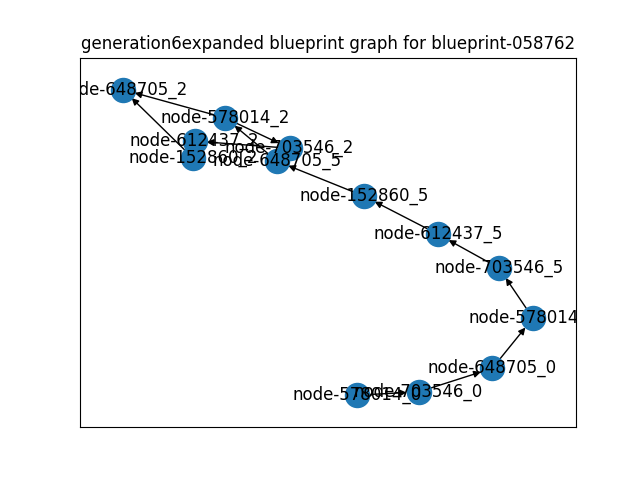 generation6expanded blueprint graph for blueprint-058762
de-648705_2
node-578014_2
node-612437_2
node-703546_2
node-152860_2
node-648705_5
node-152860_5
node-612437_5
node-703546_5
node-578014
node-648705_0
node-703546_0
node-578014_0